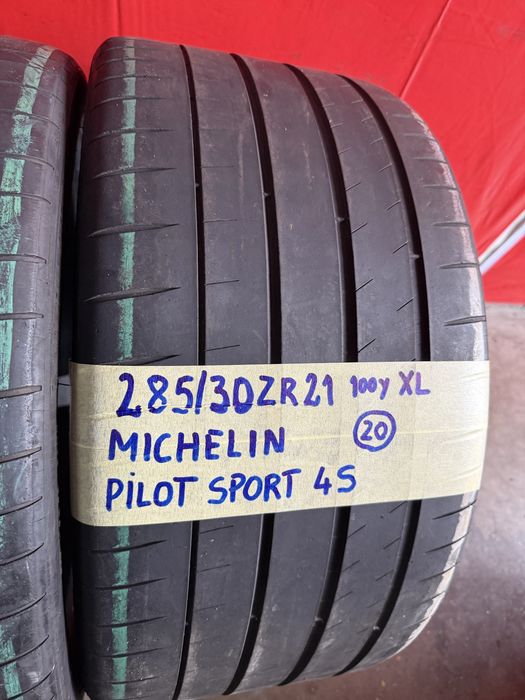 285/30ZR21 100Y XL
MICHELIN 20
PILOT SPORT 4S